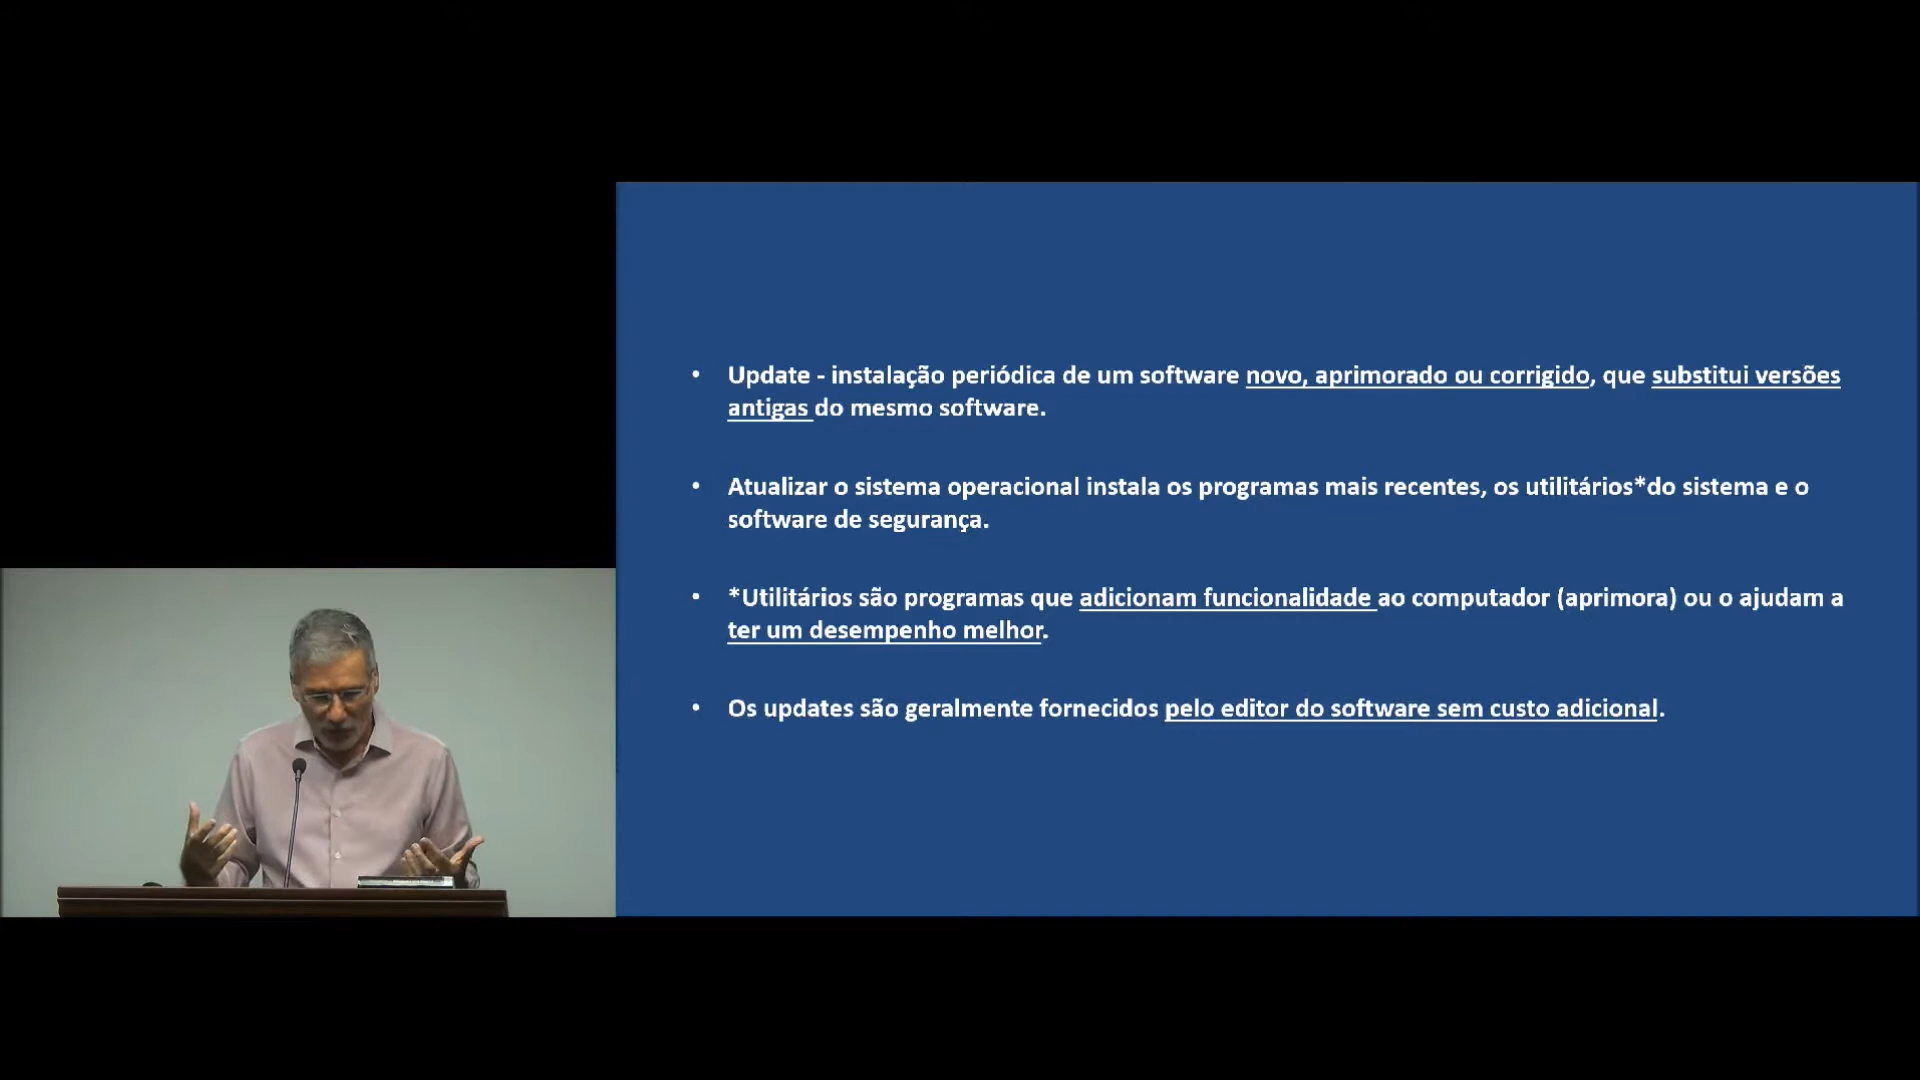 • Update - instalação periódica de um software novo, aprimorado ou corrigido, que substitui versões
antigas do mesmo software.
• Atualizar o sistema operacional instala os programas mais recentes, os utilitários*do sistema e o
software de segurança.
• *Utilitários são programas que adicionam funcionalidade ao computador (aprimora) ou o ajudam a
ter um desempenho melhor.
• Os updates são geralmente fornecidos pelo editor do software sem custo adicional.